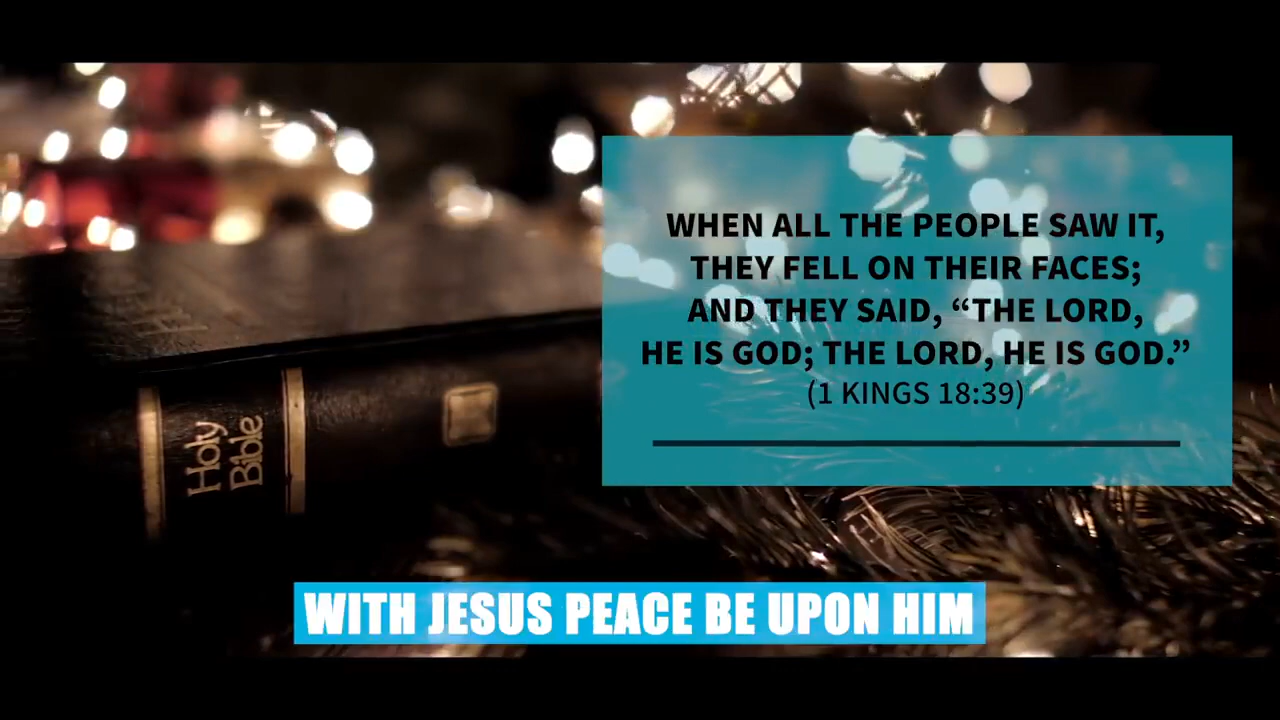 Holy
Bible
WHEN ALL THE PEOPLE SAW IT,
THEY FELL ON THEIR FACES;
AND THEY SAID, “THE LORD,
HE IS GOD; THE LORD, HE IS GOD.”
(1 KINGS 18:39)
WITH JESUS PEACE BE UPON HIM